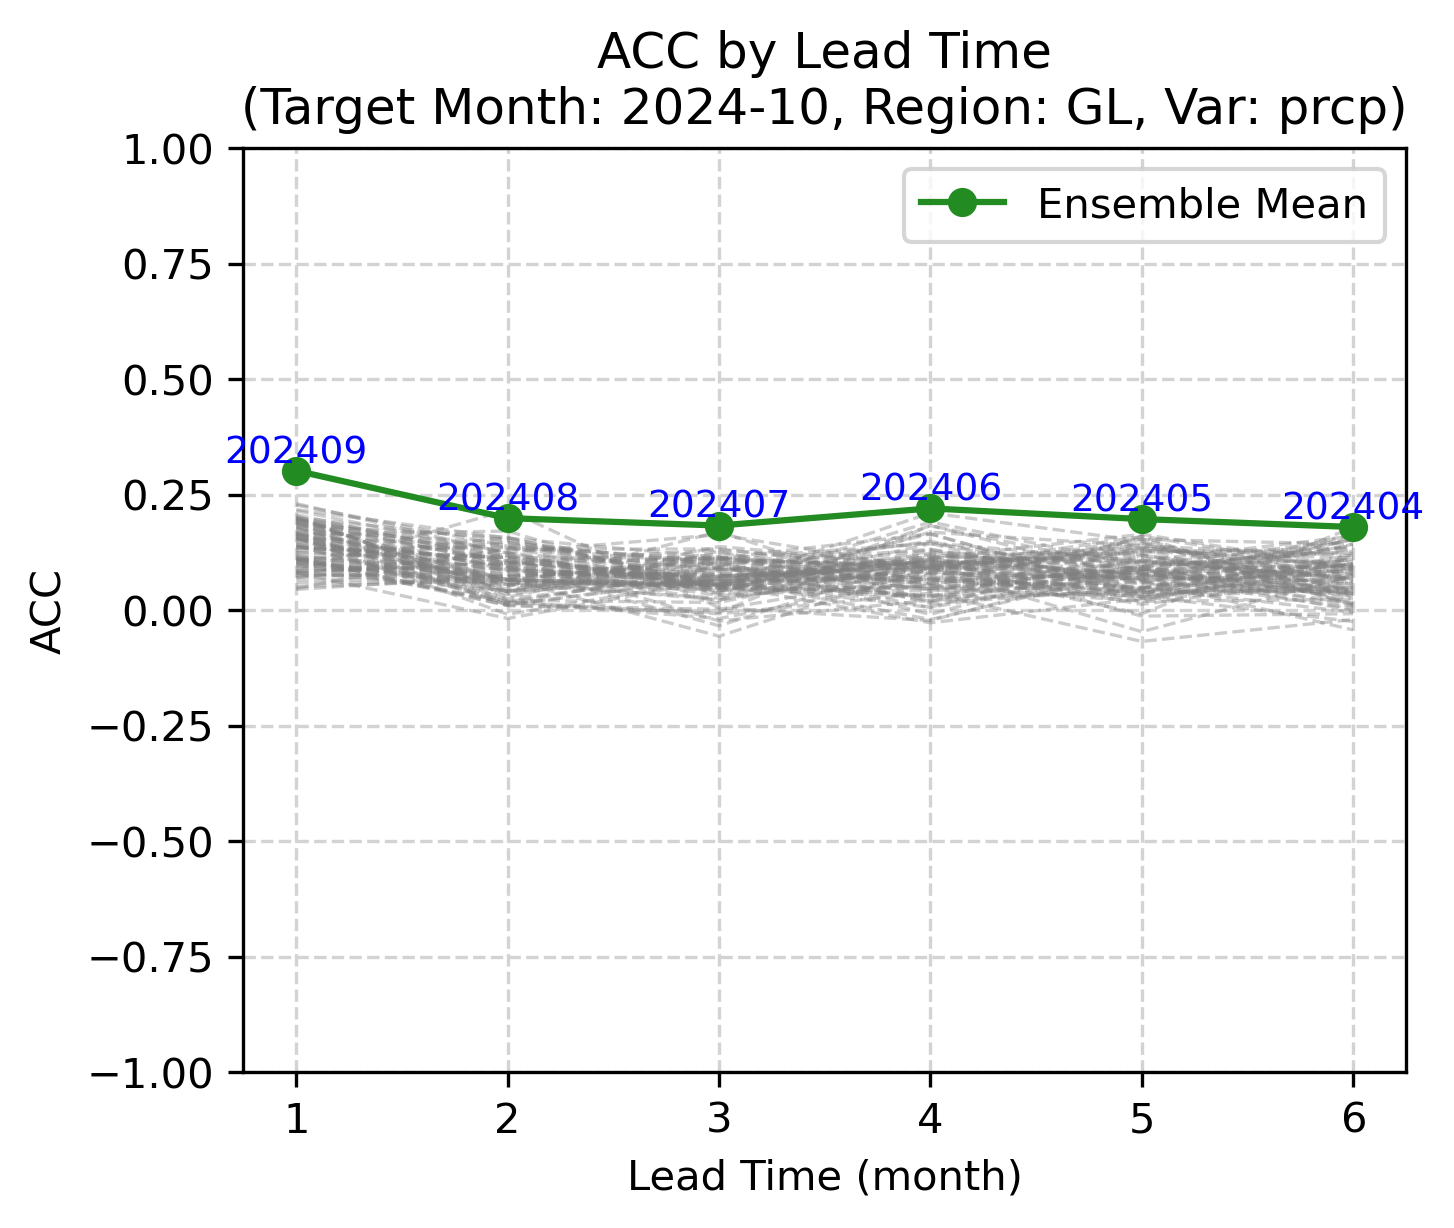 ACC by Lead Time
(Target Month: 2024-10, Region: GL, Var: prcp)
1.00
0.75
0.50
0.25
0.00
−0.25
−0.50
−0.75
−1.00
ACC
Ensemble Mean
202409
202408
202407
202406
202405
202404
1 2 3 4 5 6
Lead Time (month)